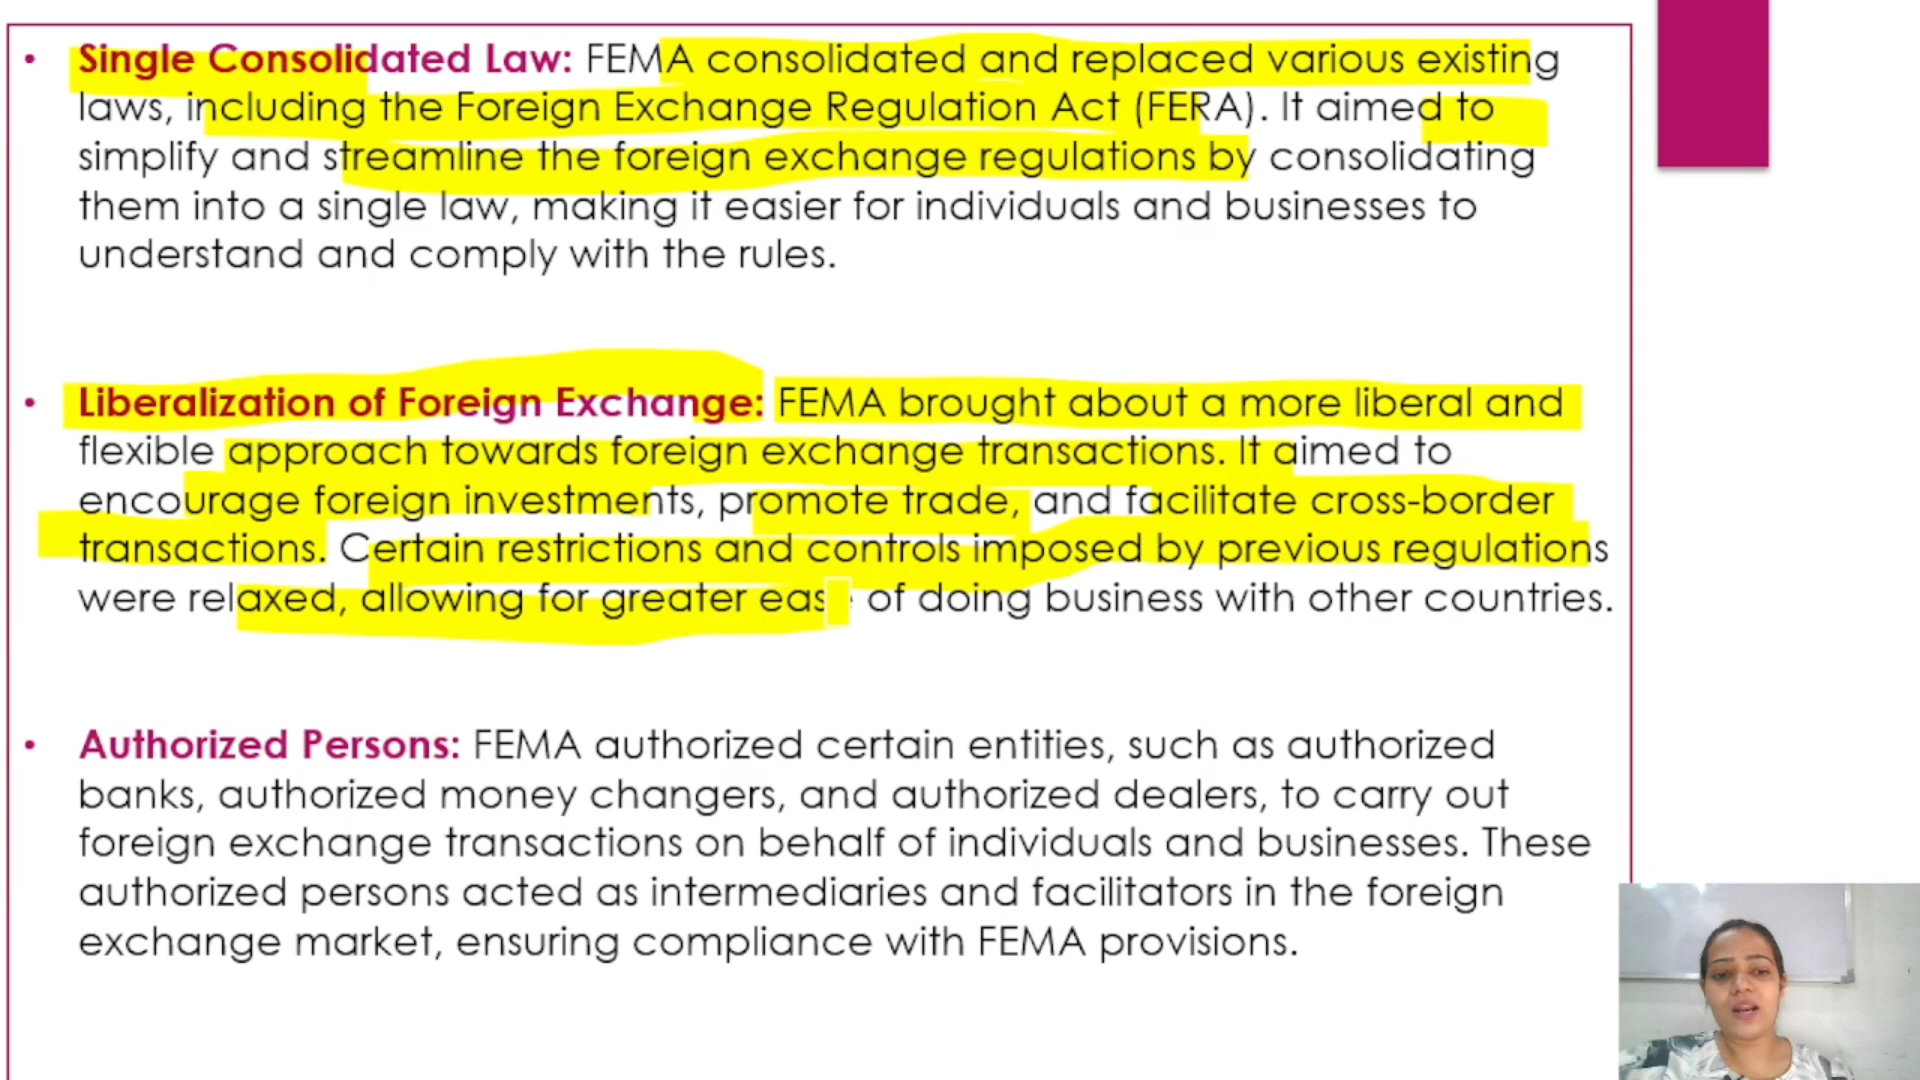 • Single Consolidated Law: FEMA consolidated and replaced various existing
laws, including the Foreign Exchange Regulation Act (FERA). It aimed to
simplify and streamline the foreign exchange regulations by consolidating
them into a single law, making it easier for individuals and businesses to
understand and comply with the rules.
• Liberalization of Foreign Exchange: FEMA brought about a more liberal and
flexible approach towards foreign exchange transactions. It aimed to
encourage foreign investments, promote trade, and facilitate cross-border
transactions. Certain restrictions and controls imposed by previous regulations
were relaxed, allowing for greater ease of doing business with other countries.
• Authorized Persons: FEMA authorized certain entities, such as authorized
banks, authorized money changers, and authorized dealers, to carry out
foreign exchange transactions on behalf of individuals and businesses. These
authorized persons acted as intermediaries and facilitators in the foreign
exchange market, ensuring compliance with FEMA provisions.